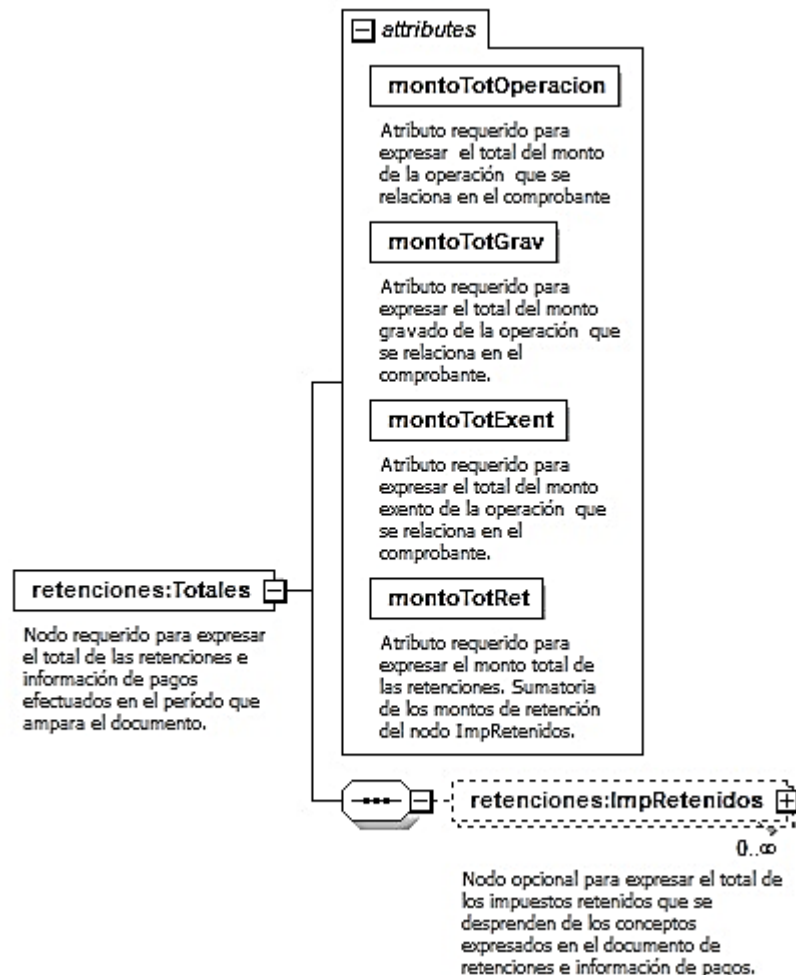 attributes
montoTotOperacion
Atributo requerido para
expresar el total del monto
de la operación que se
relaciona en el comprobante
montoTotGrav
Atributo requerido para
expresar el total del monto
gravado de la operación que
se relaciona en el
comprobante.
montoTotExent
Atributo requerido para
expresar el total del monto
exento de la operación que
se relaciona en el
comprobante.
montoTotRet
Atributo requerido para
expresar el monto total de
las retenciones. Sumatoria
de los montos de retención
del nodo ImpRetenidos.
retenciones:Totales
Nodo requerido para expresar
el total de las retenciones e
información de pagos
efectuados en el período que
ampara el documento.
retenciones:ImpRetenidos
0..∞
Nodo opcional para expresar el total de
los impuestos retenidos que se
desprenden de los conceptos
expresados en el documento de
retenciones e información de pagos.